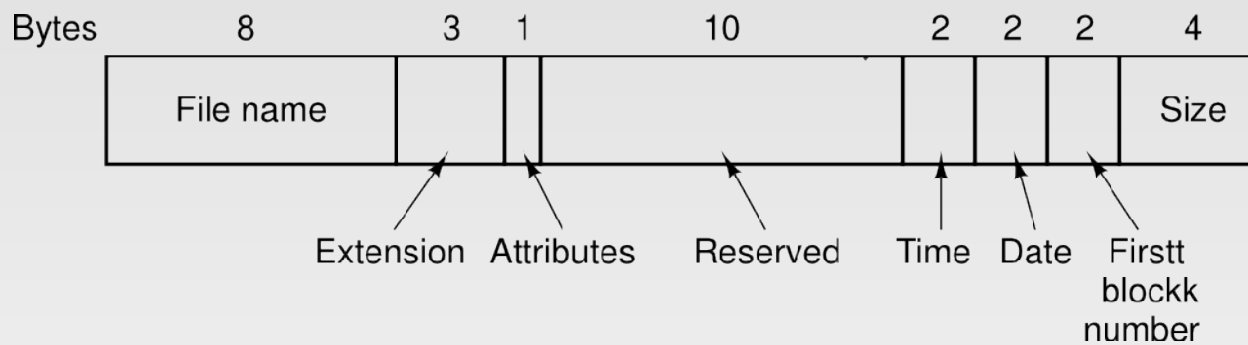 Bytes 8 3 1 10 2 2 2 4
File name Size
Extension Attributes Reserved Time Date Firstt
blockk
number